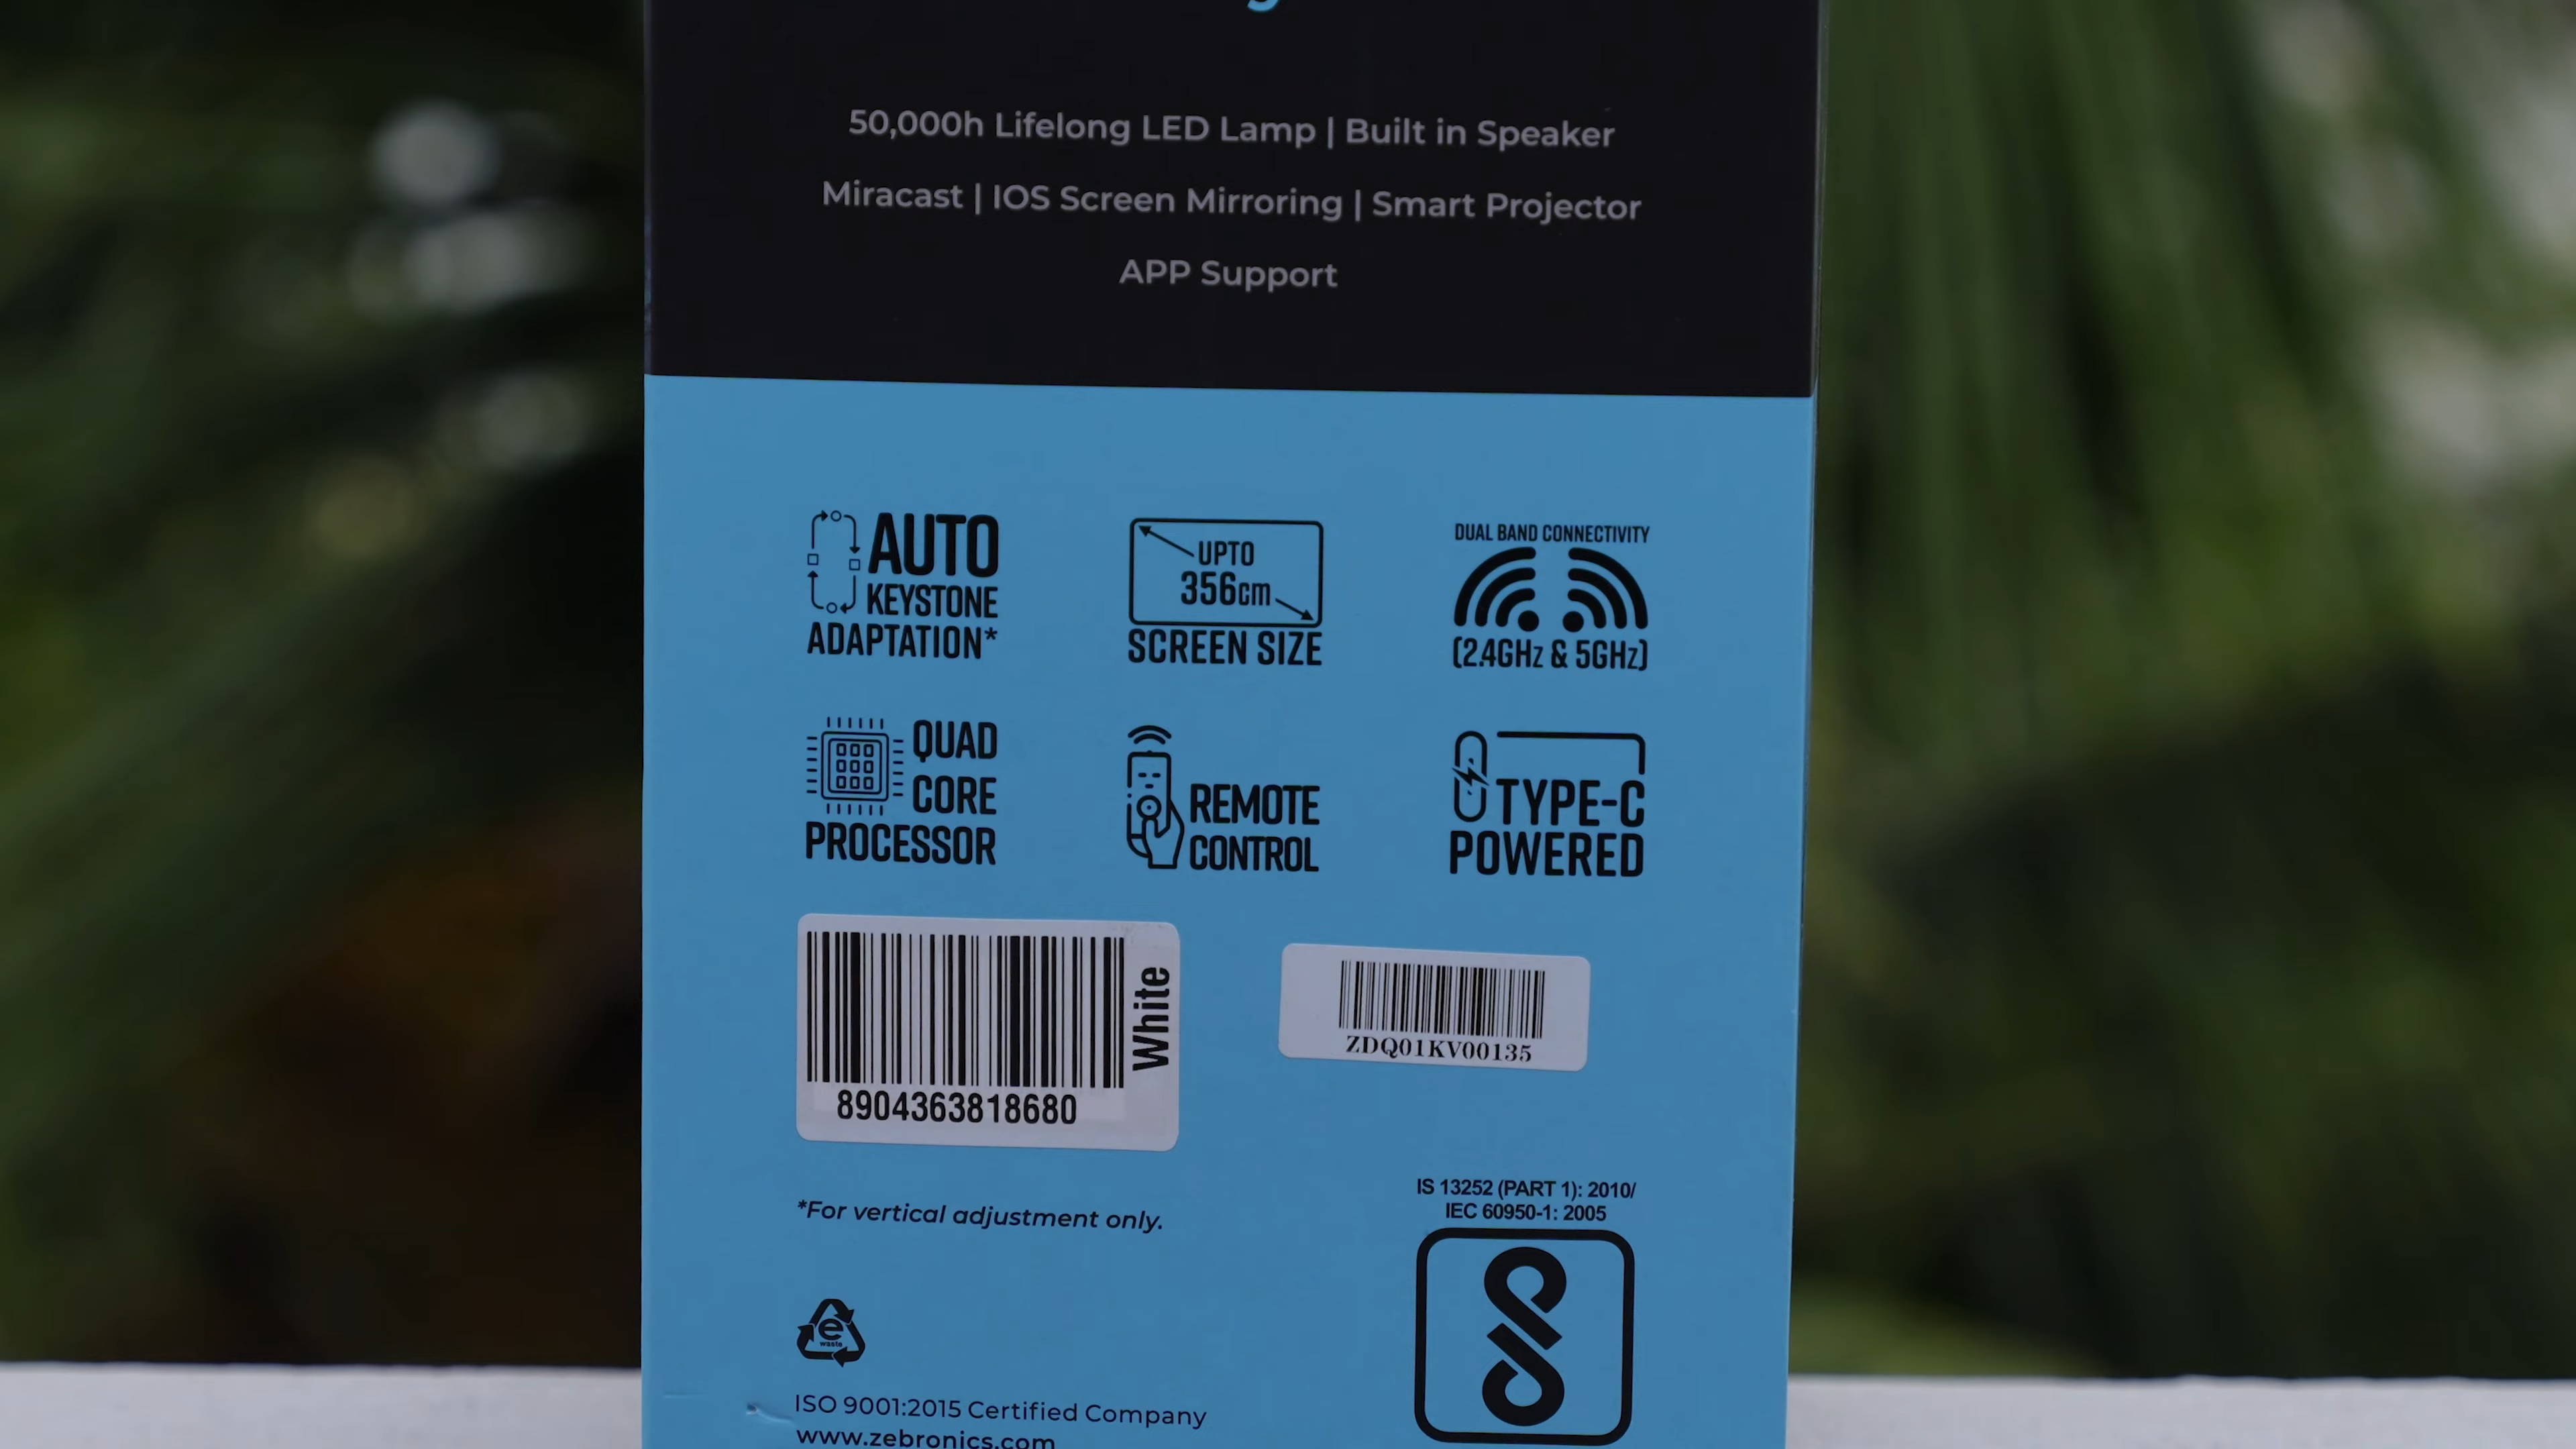 50,000h Lifelong LED Lamp | Built in Speaker
Miracast | IOS Screen Mirroring | Smart Projector
APP Support
AUTO
KEYSTONE
ADAPTATION*
UPTO
356cm
SCREEN SIZE
DUAL BAND CONNECTIVITY
(2.4GHz & 5GHz)
QUAD
CORE
PROCESSOR
REMOTE
CONTROL
TYPE-C
POWERED
8904363818680
White
ZDQ01KV00135
*For vertical adjustment only.
IS 13252 (PART 1): 2010/
IEC 60950-1: 2005
e
waste
ISO 9001:2015 Certified Company
www.zebronics.com